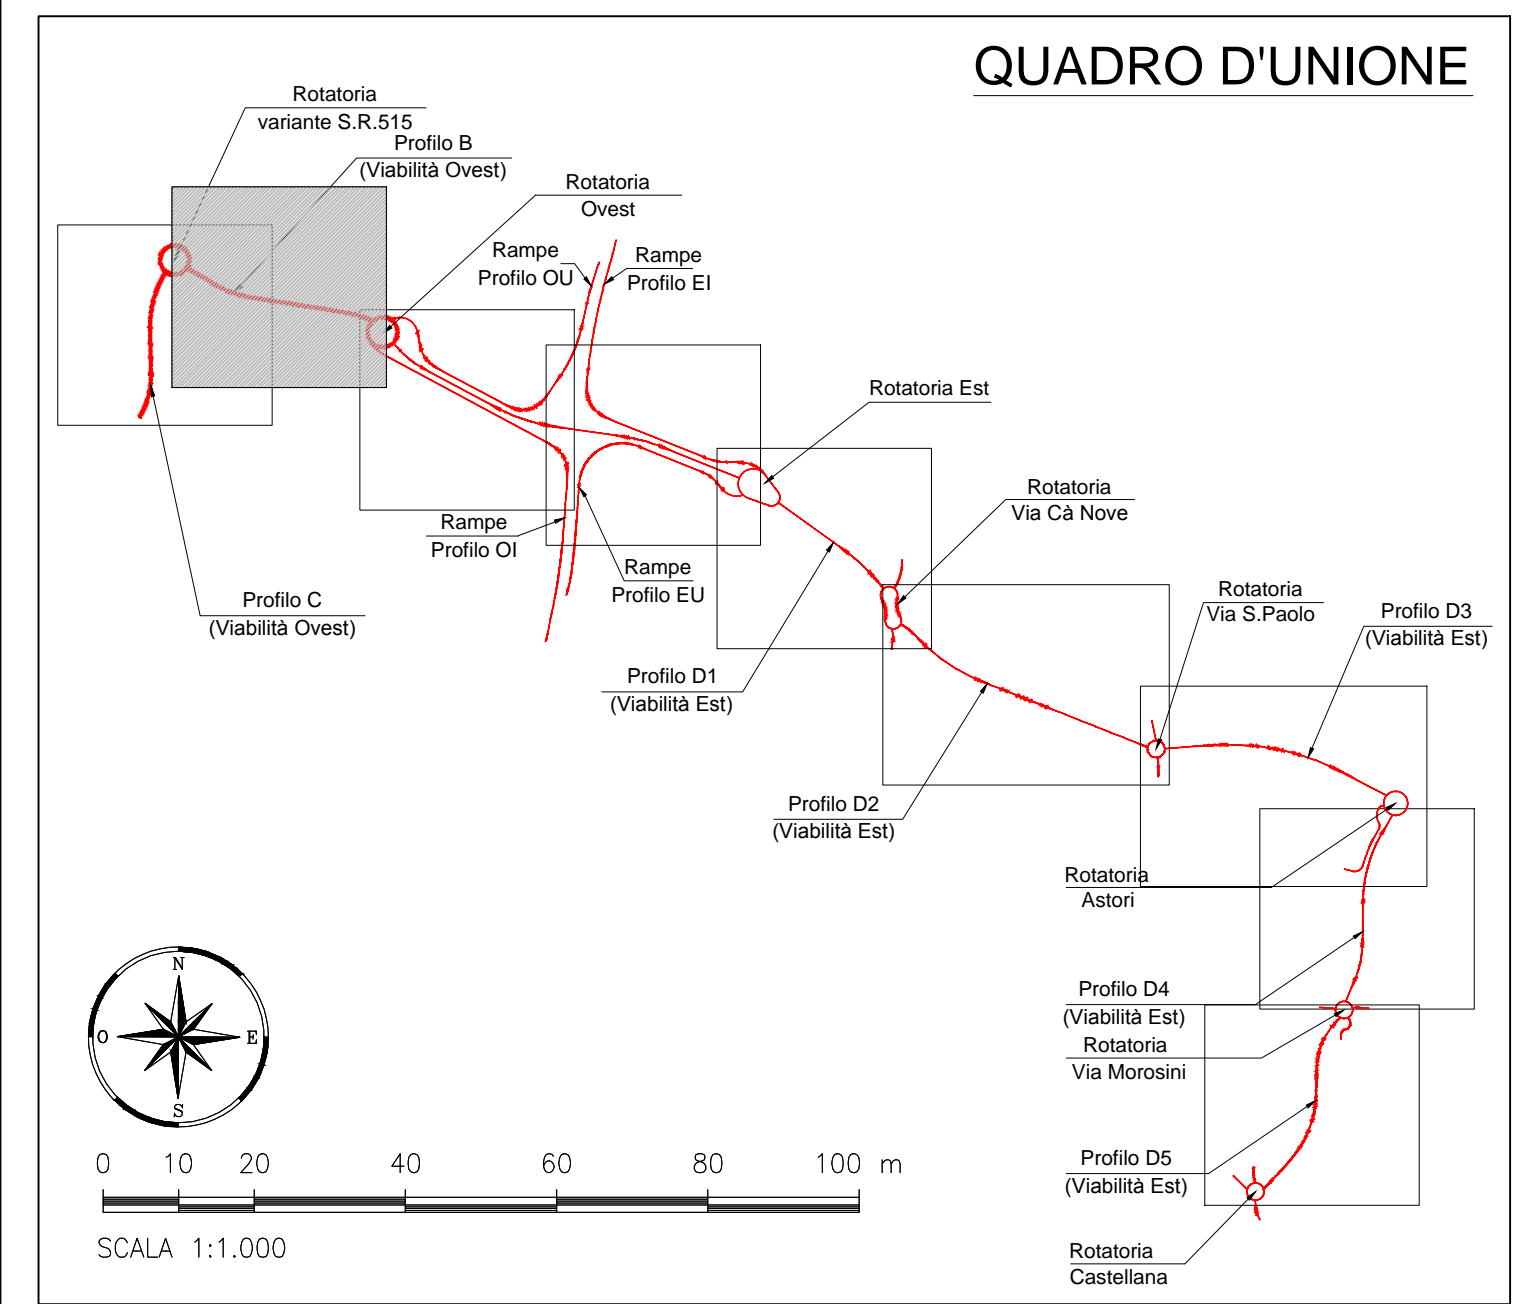 QUADRO D'UNIONE
Rotatoria
variante S.R.515
Profilo B
(Viabilità Ovest)
Rotatoria
Ovest
Rampe
Profilo OU
Rampe
Profilo EI
Rotatoria Est
Rotatoria
Via Cà Nove
Rampe
Profilo OI
Rampe
Profilo EU
Profilo C
(Viabilità Ovest)
Rotatoria
Via S.Paolo
Profilo D3
(Viabilità Est)
Profilo D1
(Viabilità Est)
Profilo D2
(Viabilità Est)
Rotatoria
Astori
Profilo D4
(Viabilità Est)
Rotatoria
Via Morosini
Profilo D5
(Viabilità Est)
Rotatoria
Castellana
N
O
E
S
0 10 20 40 60 80 100 m
SCALA 1:1.000